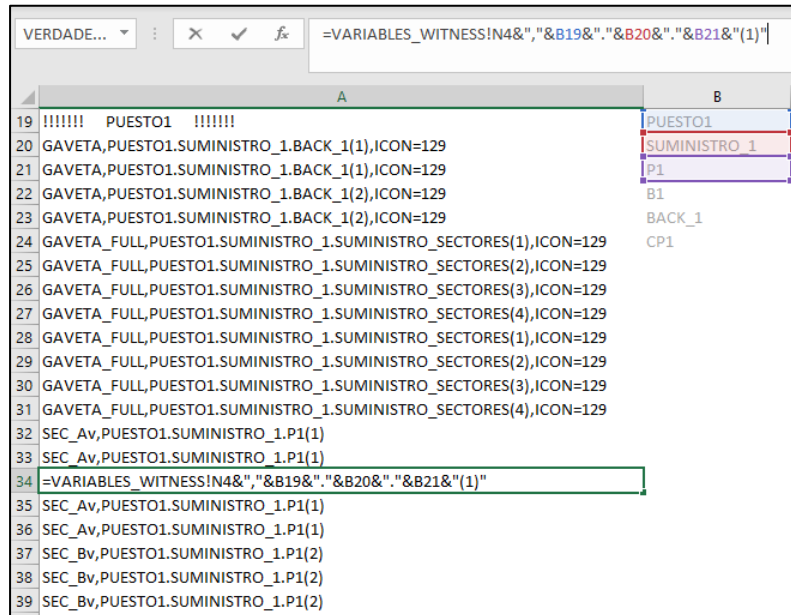 VERDADE... fx =VARIABLES_WITNESS!N4&","&B19&"."&B20&"."&B21&"(1)"
A B
19 !!!!!!! PUESTO1 !!!!!!! PUESTO1
20 GAVETA,PUESTO1.SUMINISTRO_1.BACK_1(1),ICON=129 SUMINISTRO_1
21 GAVETA,PUESTO1.SUMINISTRO_1.BACK_1(1),ICON=129 P1
22 GAVETA,PUESTO1.SUMINISTRO_1.BACK_1(2),ICON=129 B1
23 GAVETA,PUESTO1.SUMINISTRO_1.BACK_1(2),ICON=129 BACK_1
24 GAVETA_FULL,PUESTO1.SUMINISTRO_1.SUMINISTRO_SECTORES(1),ICON=129 CP1
25 GAVETA_FULL,PUESTO1.SUMINISTRO_1.SUMINISTRO_SECTORES(2),ICON=129
26 GAVETA_FULL,PUESTO1.SUMINISTRO_1.SUMINISTRO_SECTORES(3),ICON=129
27 GAVETA_FULL,PUESTO1.SUMINISTRO_1.SUMINISTRO_SECTORES(4),ICON=129
28 GAVETA_FULL,PUESTO1.SUMINISTRO_1.SUMINISTRO_SECTORES(1),ICON=129
29 GAVETA_FULL,PUESTO1.SUMINISTRO_1.SUMINISTRO_SECTORES(2),ICON=129
30 GAVETA_FULL,PUESTO1.SUMINISTRO_1.SUMINISTRO_SECTORES(3),ICON=129
31 GAVETA_FULL,PUESTO1.SUMINISTRO_1.SUMINISTRO_SECTORES(4),ICON=129
32 SEC_Av,PUESTO1.SUMINISTRO_1.P1(1)
33 SEC_Av,PUESTO1.SUMINISTRO_1.P1(1)
34 =VARIABLES_WITNESS!N4&","&B19&"."&B20&"."&B21&"(1)"
35 SEC_Av,PUESTO1.SUMINISTRO_1.P1(1)
36 SEC_Av,PUESTO1.SUMINISTRO_1.P1(1)
37 SEC_Bv,PUESTO1.SUMINISTRO_1.P1(2)
38 SEC_Bv,PUESTO1.SUMINISTRO_1.P1(2)
39 SEC_Bv,PUESTO1.SUMINISTRO_1.P1(2)